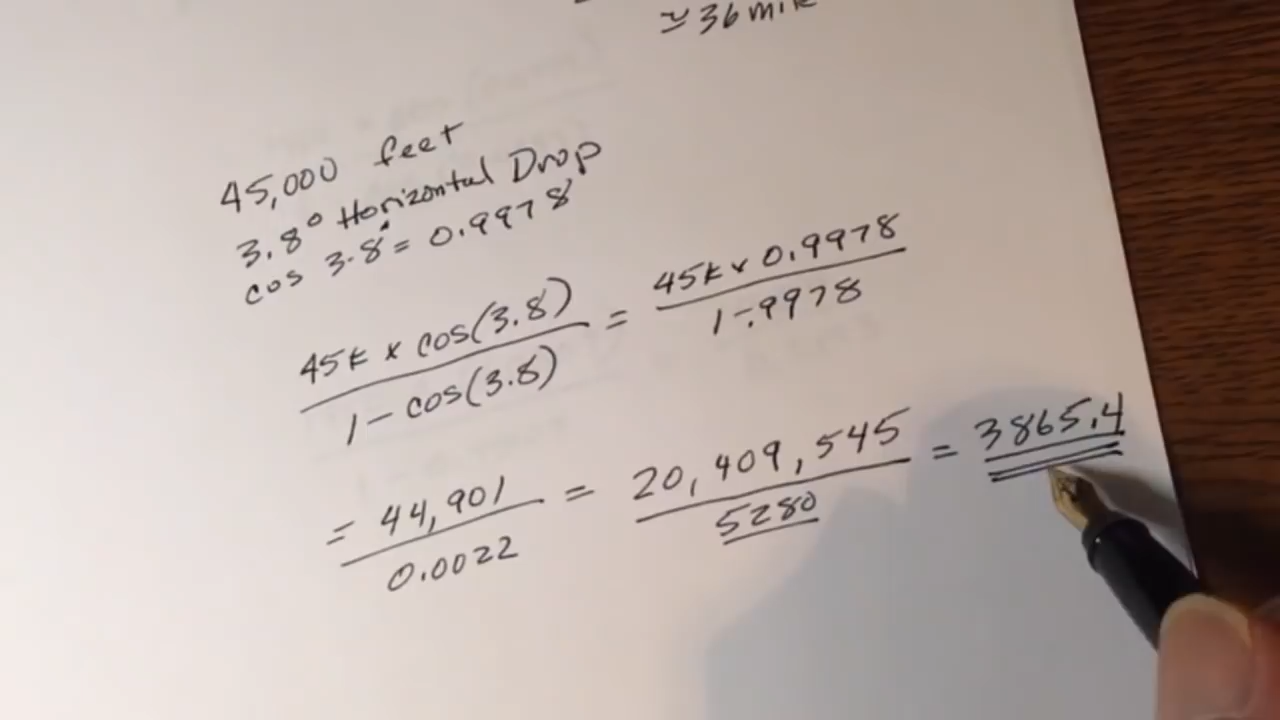 ≃ 36 mil
45,000 feet
3.8° Horizontal Drop
cos 3.8° = 0.9978
45k x cos(3.8) / 1 - cos(3.8) = 45k x 0.9978 / 1 - .9978
= 44,901 / 0.0022 = 20,409,545 / 5280 = 3865.4